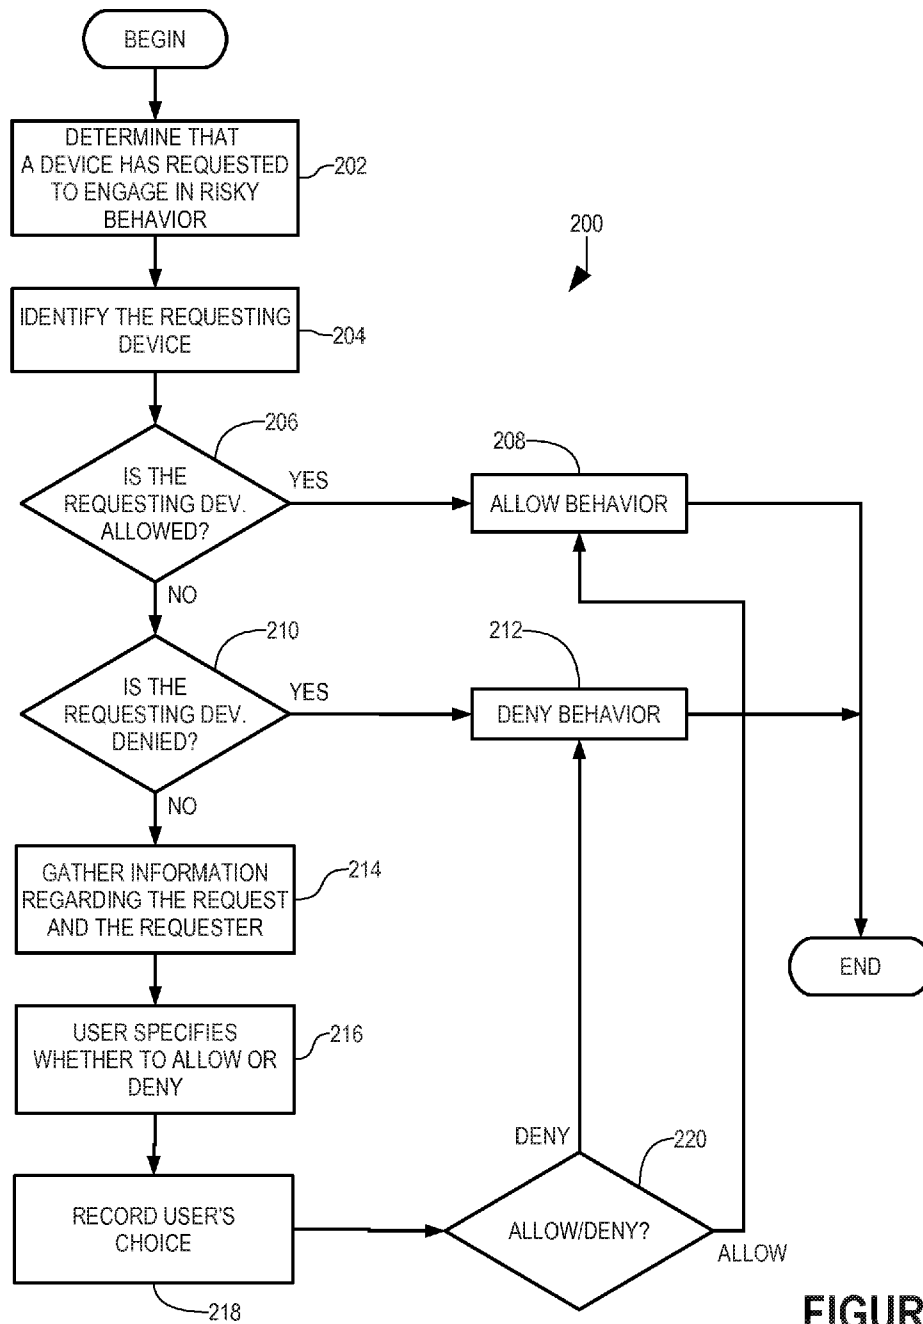 BEGIN
DETERMINE THAT
A DEVICE HAS REQUESTED
TO ENGAGE IN RISKY
BEHAVIOR
202
200
IDENTIFY THE REQUESTING
DEVICE
204
206
IS THE
REQUESTING DEV.
ALLOWED?
YES
208
ALLOW BEHAVIOR
NO
210
IS THE
REQUESTING DEV.
DENIED?
YES
212
DENY BEHAVIOR
NO
GATHER INFORMATION
REGARDING THE REQUEST
AND THE REQUESTER
214
END
USER SPECIFIES
WHETHER TO ALLOW OR
DENY
216
RECORD USER'S
CHOICE
218
DENY
220
ALLOW/DENY?
ALLOW
FIGUR